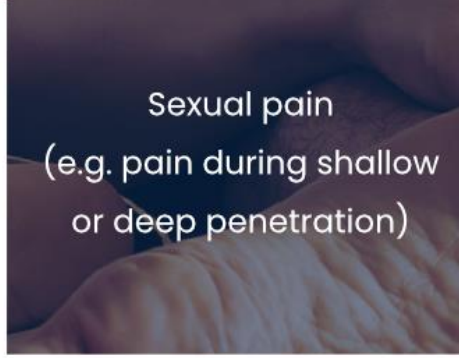 Sexual pain
(e.g. pain during shallow
or deep penetration)